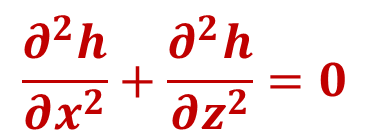 ∂²h/∂x² + ∂²h/∂z² = 0